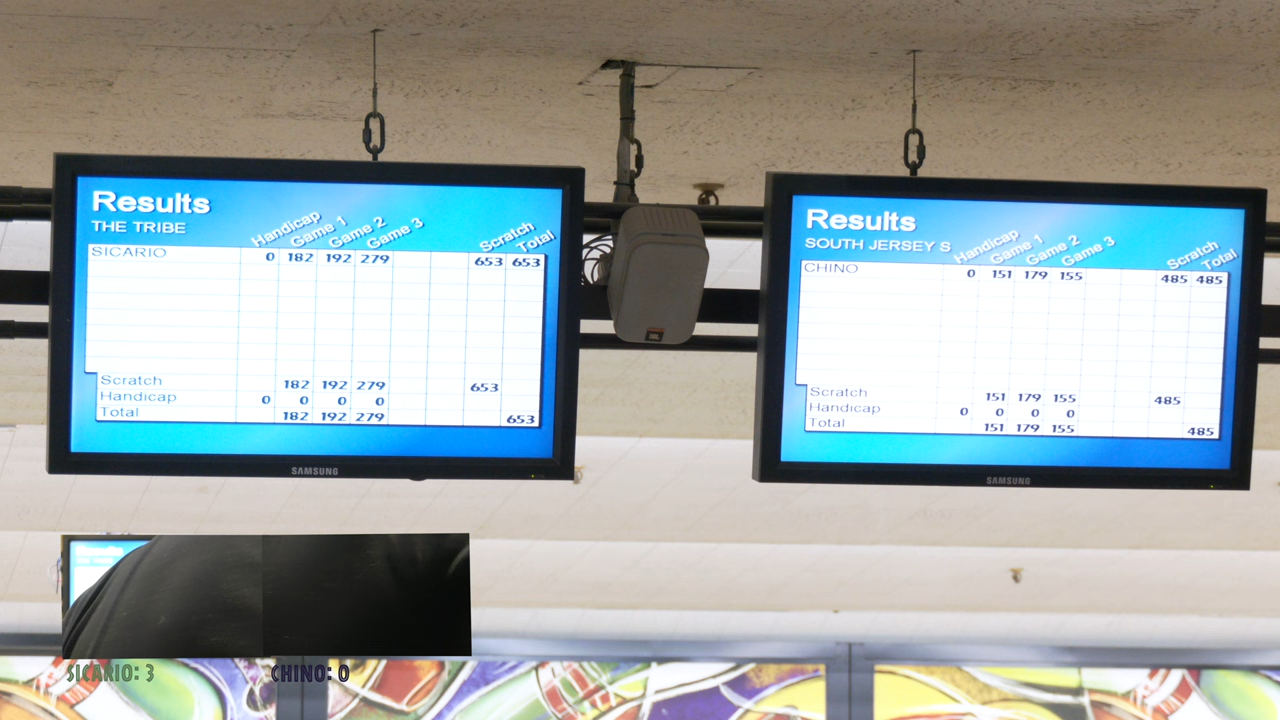 Results
THE TRIBE
Handicap Game 1 Game 2 Game 3 Scratch Total
SICARIO 0 182 192 279 653 653
Scratch 182 192 279 653
Handicap 0 0 0 0
Total 182 192 279 653
SAMSUNG
Results
SOUTH JERSEY S
Handicap Game 1 Game 2 Game 3 Scratch Total
CHINO 0 151 179 155 485 485
Scratch 151 179 155 485
Handicap 0 0 0 0
Total 151 179 155 485
SAMSUNG
JBL
Results
SICARIO: 3
CHINO: 0